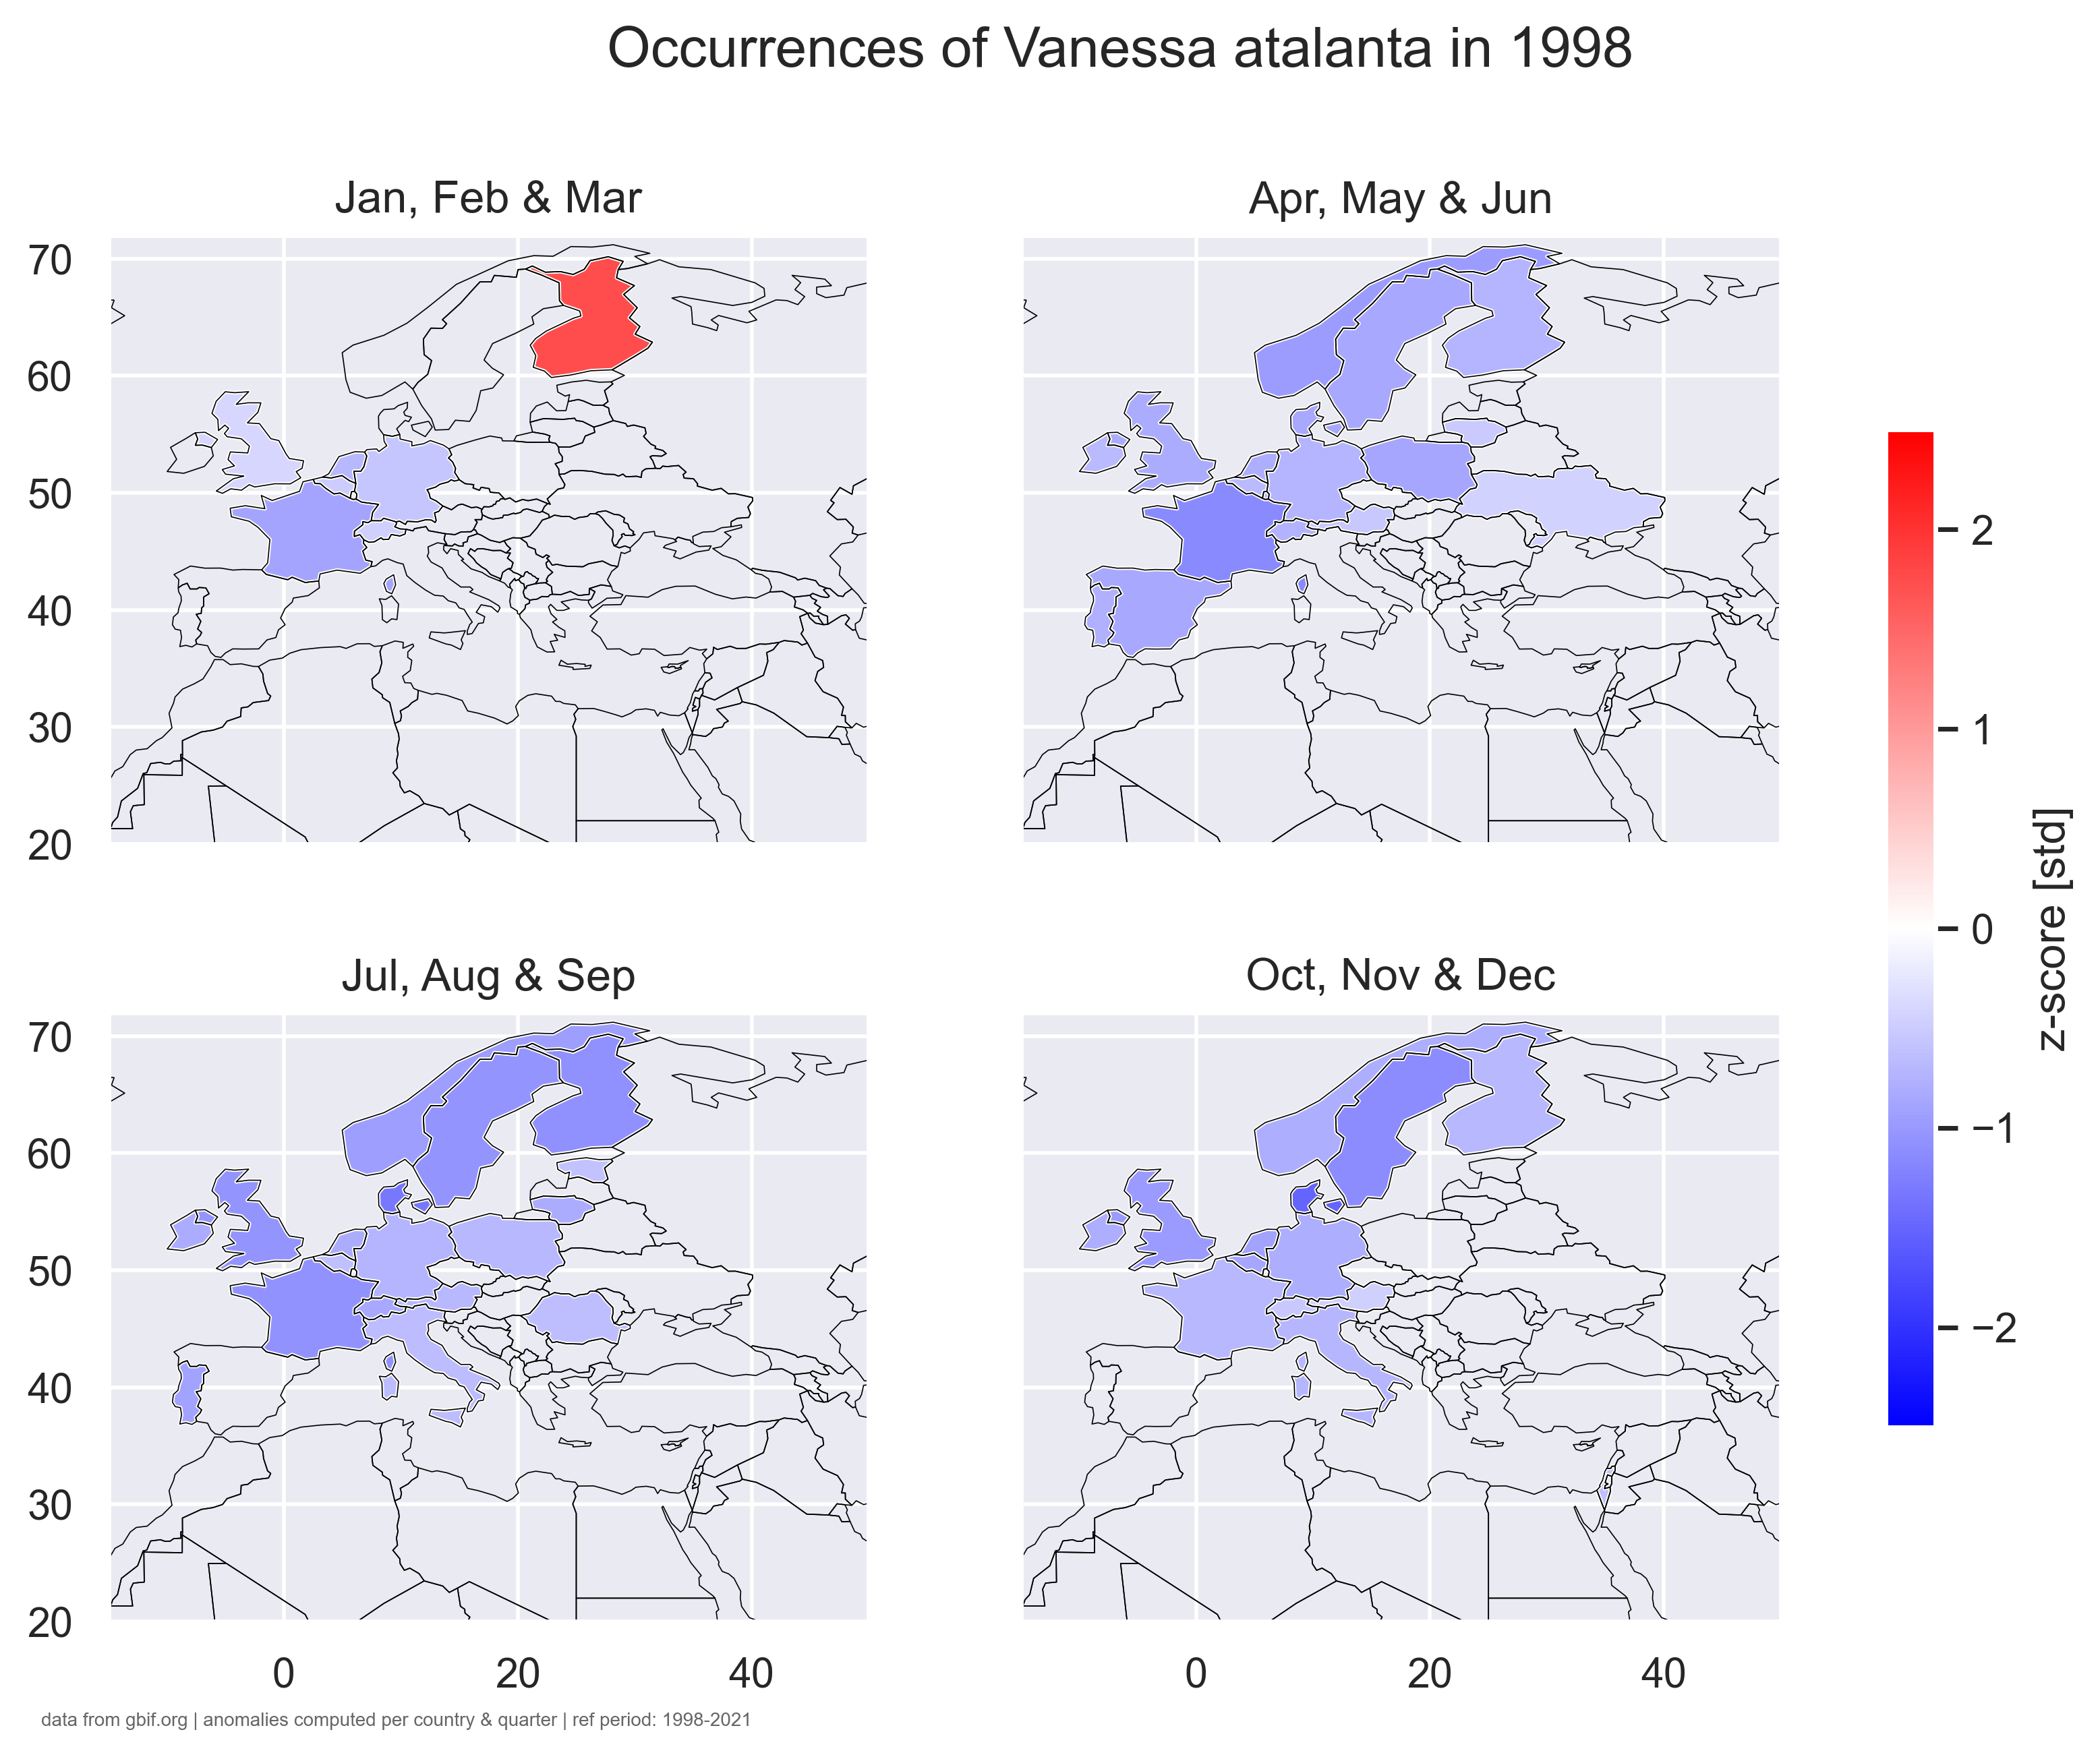 Occurrences of Vanessa atalanta in 1998
Jan, Feb & Mar
Apr, May & Jun
70
60
50
40
30
20
2
1
0
−1
−2
z-score [std]
Jul, Aug & Sep
Oct, Nov & Dec
70
60
50
40
30
20
0 20 40
0 20 40
data from gbif.org | anomalies computed per country & quarter | ref period: 1998-2021